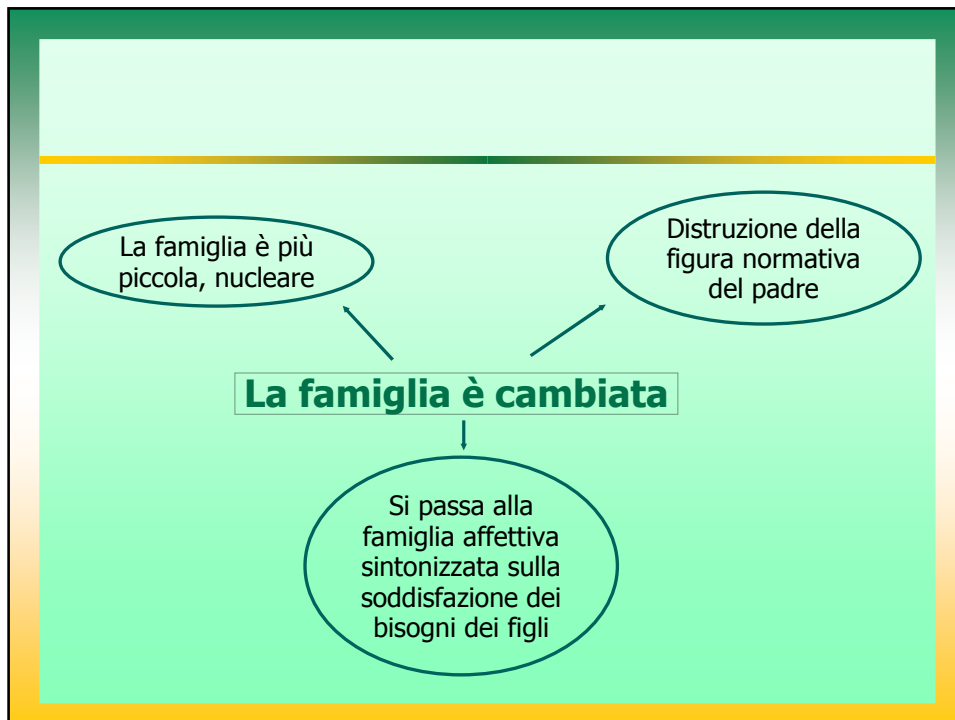 La famiglia è più
piccola, nucleare
Distruzione della
figura normativa
del padre
La famiglia è cambiata
Si passa alla
famiglia affettiva
sintonizzata sulla
soddisfazione dei
bisogni dei figli